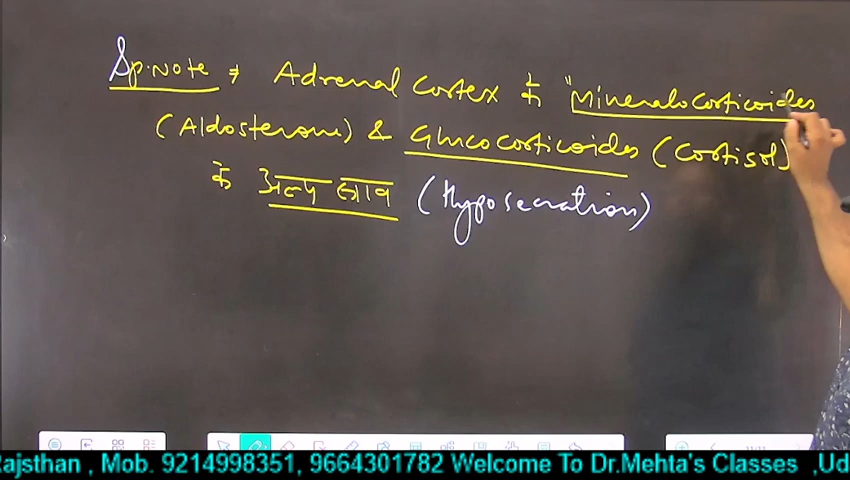 Sp.Note ⇒ Adrenal Cortex के "Mineralocorticoides
(Aldosterone) & Glucocorticoides (Cortisol)
के अल्प स्राव (Hyposecration)
Rajsthan , Mob. 9214998351, 9664301782 Welcome To Dr.Mehta's Classes ,Ud